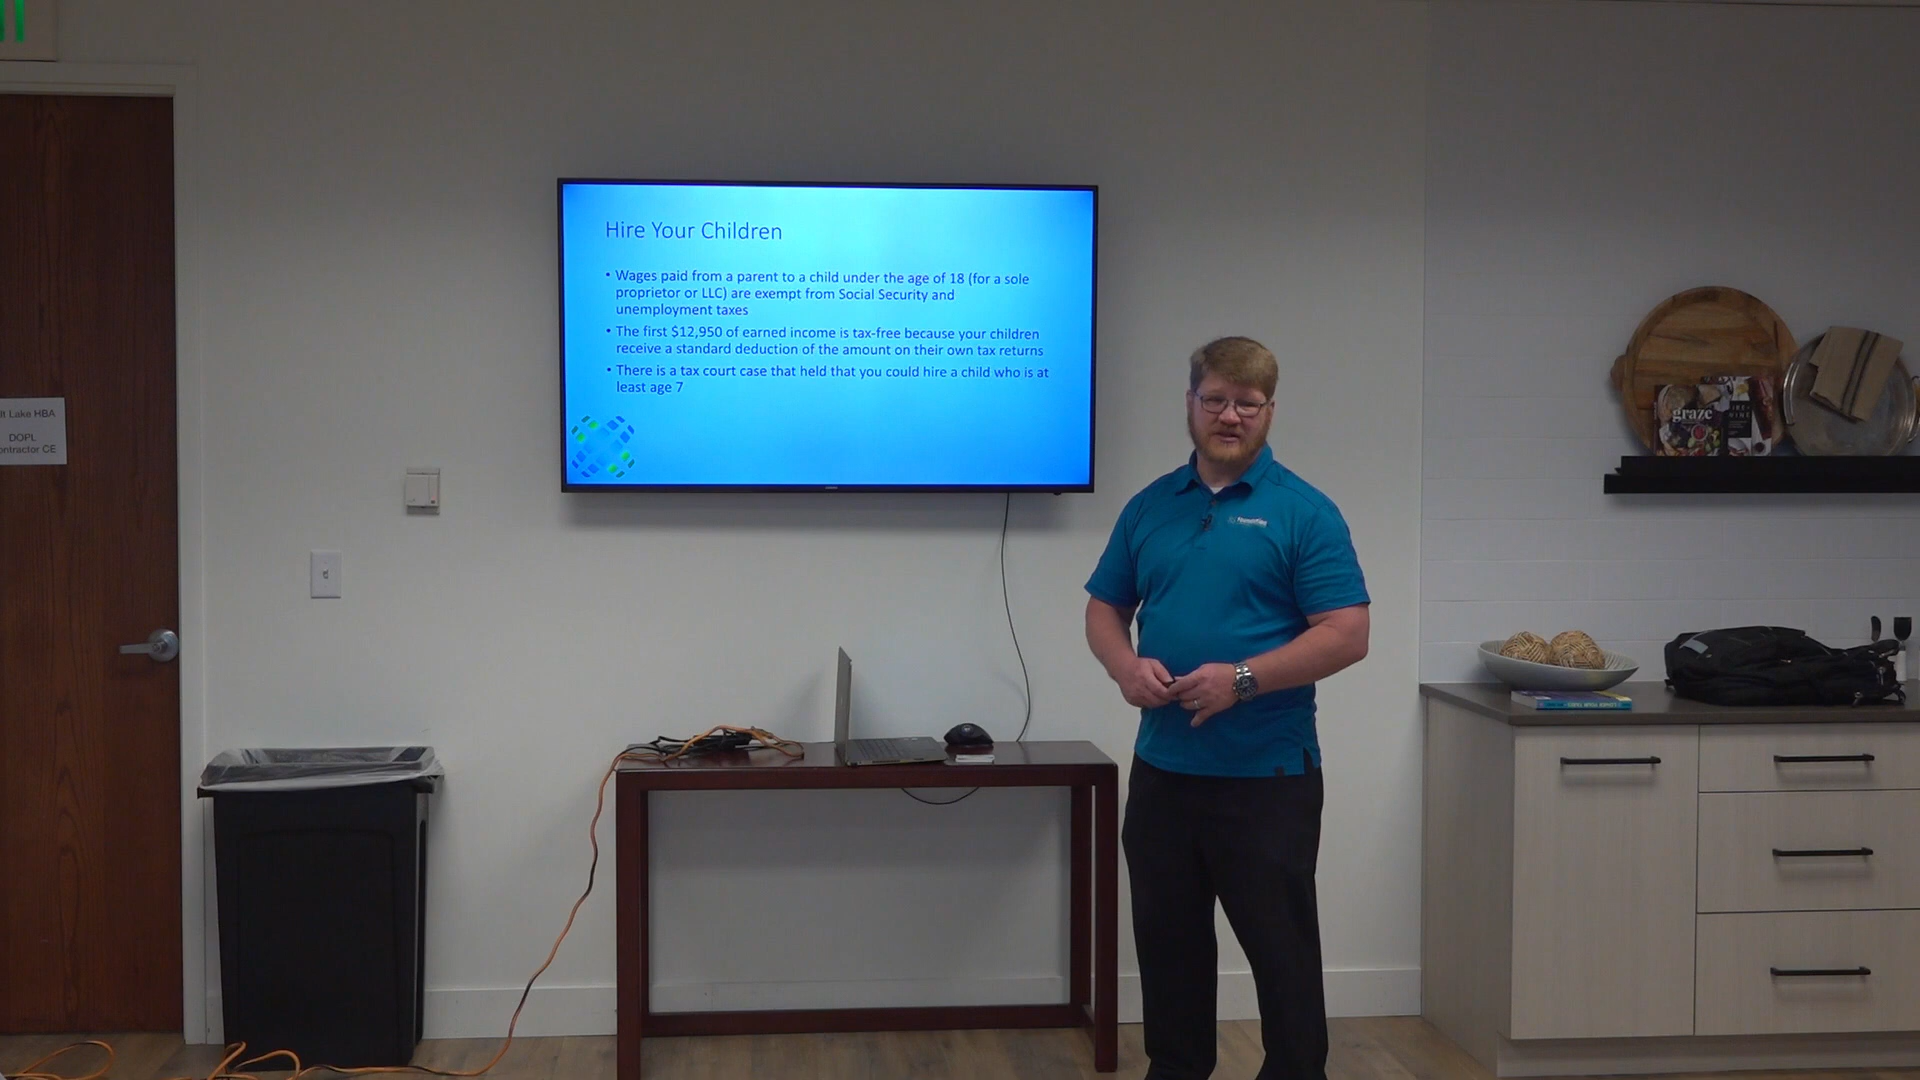 Hire Your Children
• Wages paid from a parent to a child under the age of 18 (for a sole
proprietor or LLC) are exempt from Social Security and
unemployment taxes
• The first $12,950 of earned income is tax-free because your children
receive a standard deduction of the amount on their own tax returns
• There is a tax court case that held that you could hire a child who is at
least age 7
lt Lake HBA
DOPL
ontractor CE
graze